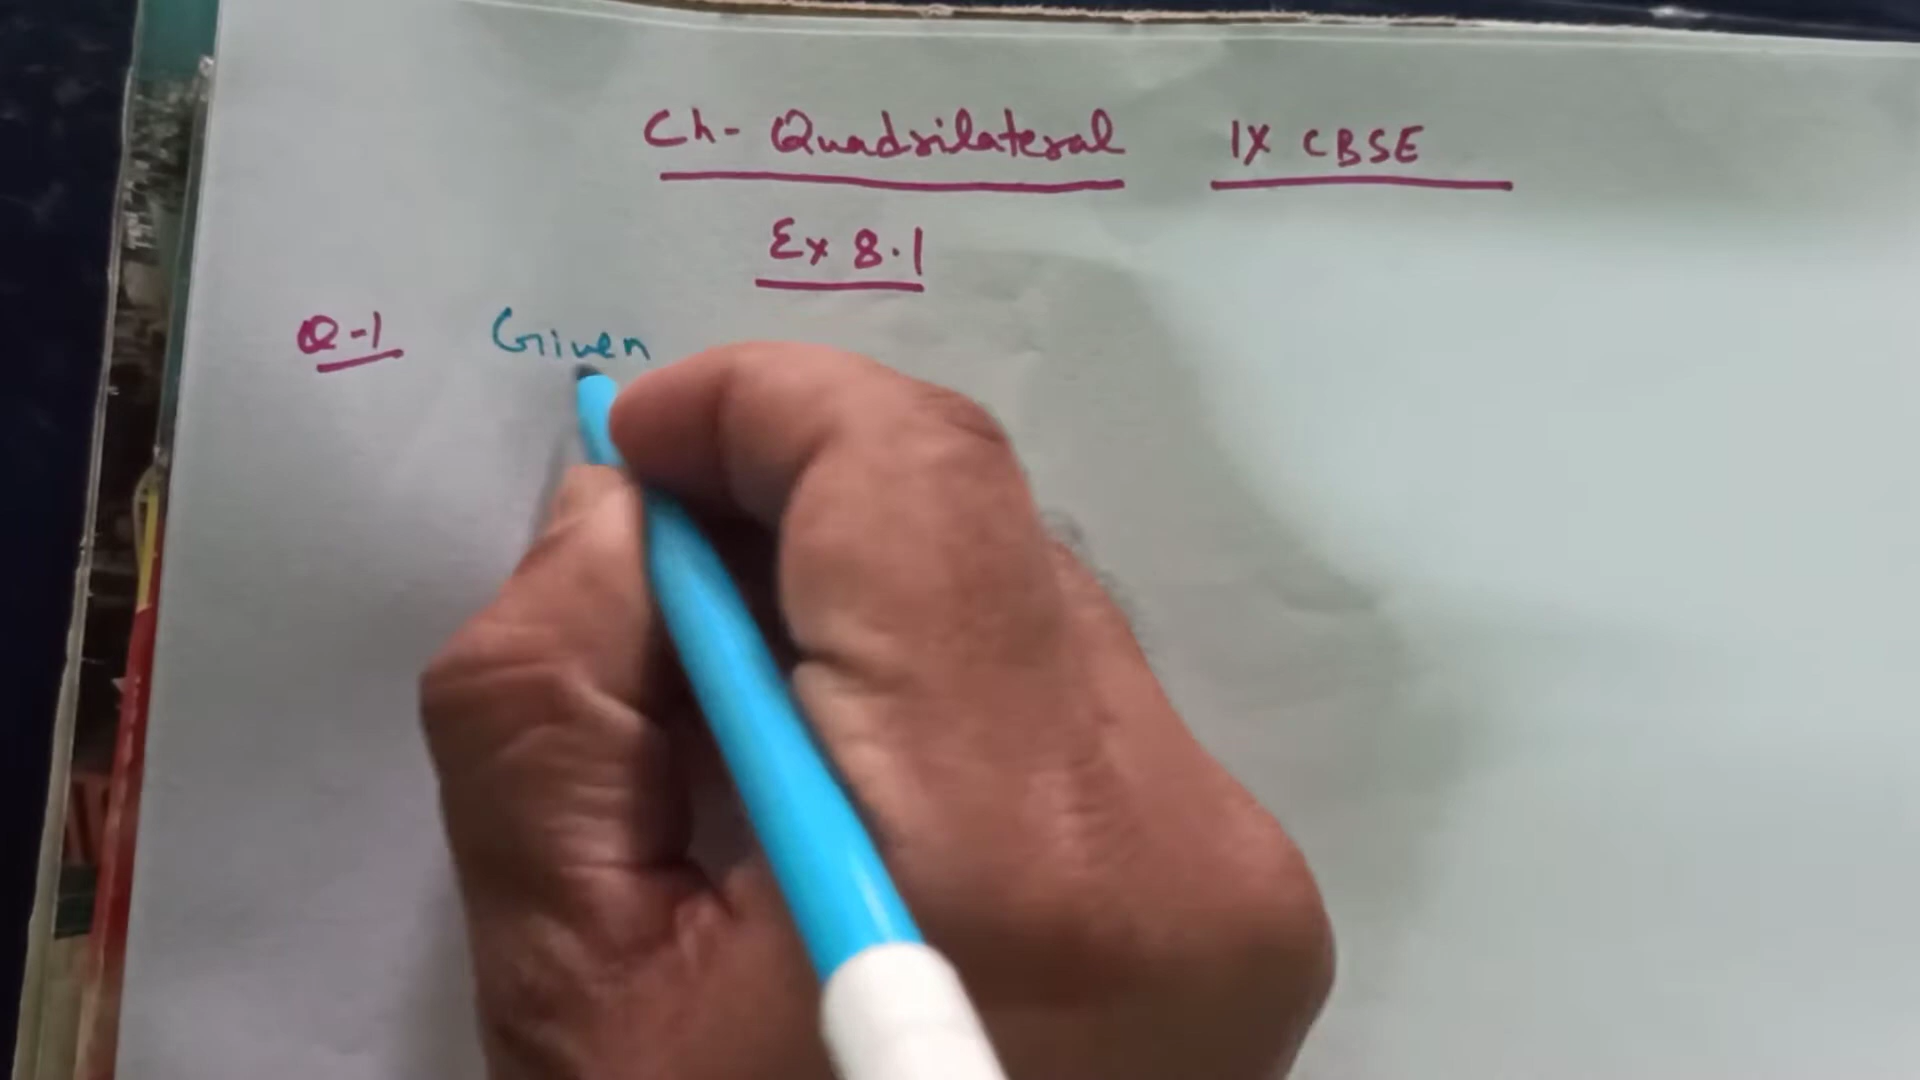 Ch- Quadrilateral IX CBSE
Ex 8.1
Q-1 Given